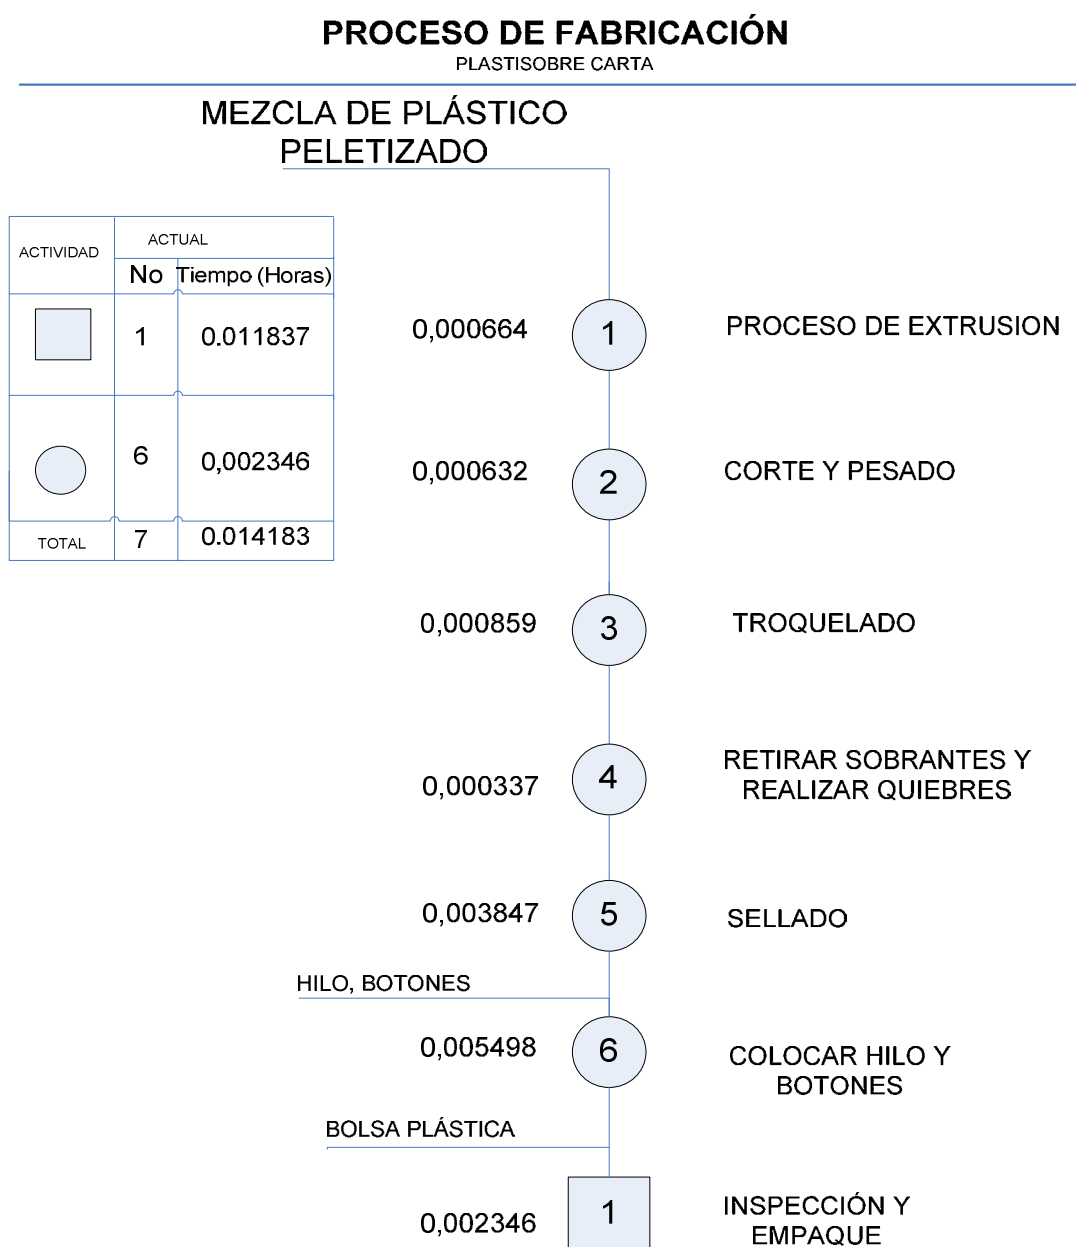 PROCESO DE FABRICACIÓN
PLASTISOBRE CARTA
MEZCLA DE PLÁSTICO
PELETIZADO
ACTIVIDAD
ACTUAL
No
Tiempo (Horas)
1
0.011837
6
0,002346
TOTAL
7
0.014183
0,000664
1
PROCESO DE EXTRUSION
0,000632
2
CORTE Y PESADO
0,000859
3
TROQUELADO
0,000337
4
RETIRAR SOBRANTES Y
REALIZAR QUIEBRES
0,003847
5
SELLADO
HILO, BOTONES
0,005498
6
COLOCAR HILO Y
BOTONES
BOLSA PLÁSTICA
0,002346
1
INSPECCIÓN Y
EMPAQUE